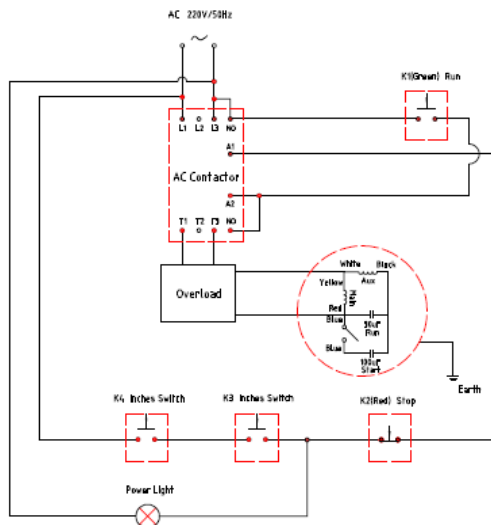 AC 220V/50Hz
K1(Green) Run
L1 L2 L3 NO
A1
AC Contactor
A2
T1 T2 T3 NO
White Black
Aux
Yellow
Main
Overload
Red
Blue
50uF
Run
Blue
100uF
Start
Earth
K4 Inches Switch
K3 Inches Switch
K2(Red) Stop
Power Light